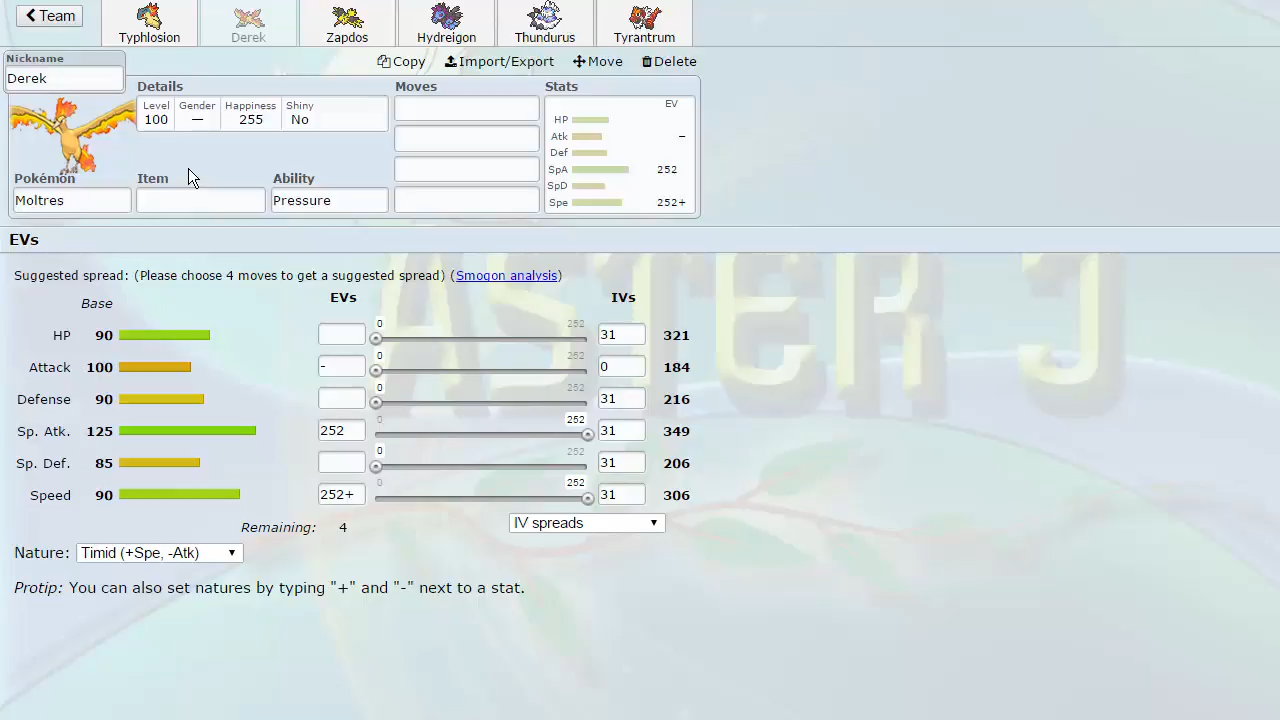 Team
Typhlosion
Derek
Zapdos
Hydreigon
Thundurus
Tyrantrum
Nickname
Derek
Copy
Import/Export
Move
Delete
Details
Level
100
Gender
—
Happiness
255
Shiny
No
Pokémon
Moltres
Item
Ability
Pressure
Moves
Stats
EV
HP
Atk –
Def
SpA 252
SpD
Spe 252+
EVs
Suggested spread: (Please choose 4 moves to get a suggested spread) (Smogon analysis)
Base EVs IVs
HP 90 0 252 31 321
Attack 100 - 0 252 0 184
Defense 90 0 252 31 216
Sp. Atk. 125 252 0 252 31 349
Sp. Def. 85 0 252 31 206
Speed 90 252+ 0 252 31 306
Remaining: 4
IV spreads
Nature: Timid (+Spe, -Atk)
Protip: You can also set natures by typing "+" and "-" next to a stat.
ASTER J